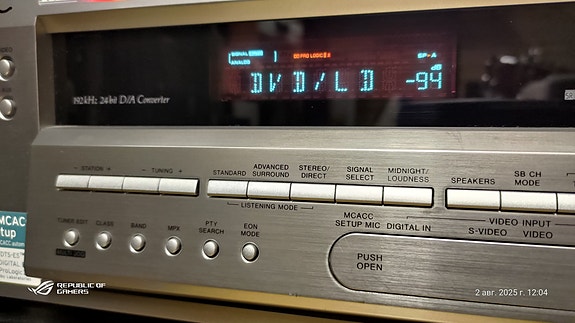 SIGNAL
ANALOG
PRO LOGIC II
SP-A
dB
DVD/LD -94
192kHz 24bit D/A Converter
- STATION +
- TUNING +
STANDARD
ADVANCED
SURROUND
STEREO/
DIRECT
SIGNAL
SELECT
MIDNIGHT/
LOUDNESS
SPEAKERS
SB CH
MODE
LISTENING MODE
MCACC
SETUP MIC
DIGITAL IN
VIDEO INPUT
S-VIDEO
VIDEO
TUNER EDIT
CLASS
BAND
MPX
PTY
SEARCH
EON
MODE
PUSH
OPEN
MCACC
etup
REPUBLIC OF
GAMERS
2 авг. 2025 г. 12:04